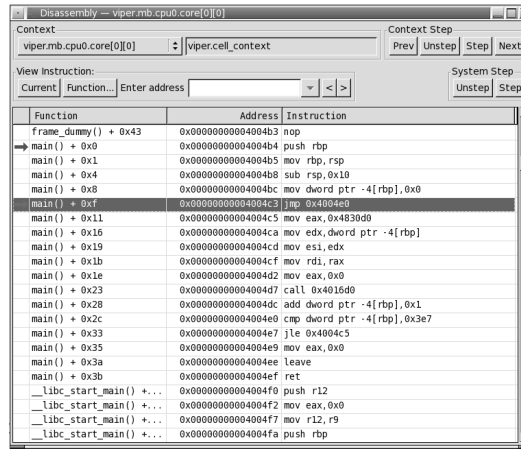 Disassembly — viper.mb.cpu0.core[0][0]
Context
Context Step
viper.mb.cpu0.core[0][0] viper.cell_context Prev Unstep Step Next
View Instruction:
System Step
Current Function... Enter address < > Unstep Step
Function Address Instruction
frame_dummy() + 0x43 0x00000000004004b3 nop
main() + 0x0 0x00000000004004b4 push rbp
main() + 0x1 0x00000000004004b5 mov rbp,rsp
main() + 0x4 0x00000000004004b8 sub rsp,0x10
main() + 0x8 0x00000000004004bc mov dword ptr -4[rbp],0x0
main() + 0xf 0x00000000004004c3 jmp 0x4004e0
main() + 0x11 0x00000000004004c5 mov eax,0x4830d0
main() + 0x16 0x00000000004004ca mov edx,dword ptr -4[rbp]
main() + 0x19 0x00000000004004cd mov esi,edx
main() + 0x1b 0x00000000004004cf mov rdi,rax
main() + 0x1e 0x00000000004004d2 mov eax,0x0
main() + 0x23 0x00000000004004d7 call 0x4016d0
main() + 0x28 0x00000000004004dc add dword ptr -4[rbp],0x1
main() + 0x2c 0x00000000004004e0 cmp dword ptr -4[rbp],0x3e7
main() + 0x33 0x00000000004004e7 jle 0x4004c5
main() + 0x35 0x00000000004004e9 mov eax,0x0
main() + 0x3a 0x00000000004004ee leave
main() + 0x3b 0x00000000004004ef ret
__libc_start_main() +... 0x00000000004004f0 push r12
__libc_start_main() +... 0x00000000004004f2 mov eax,0x0
__libc_start_main() +... 0x00000000004004f7 mov r12,r9
__libc_start_main() +... 0x00000000004004fa push rbp